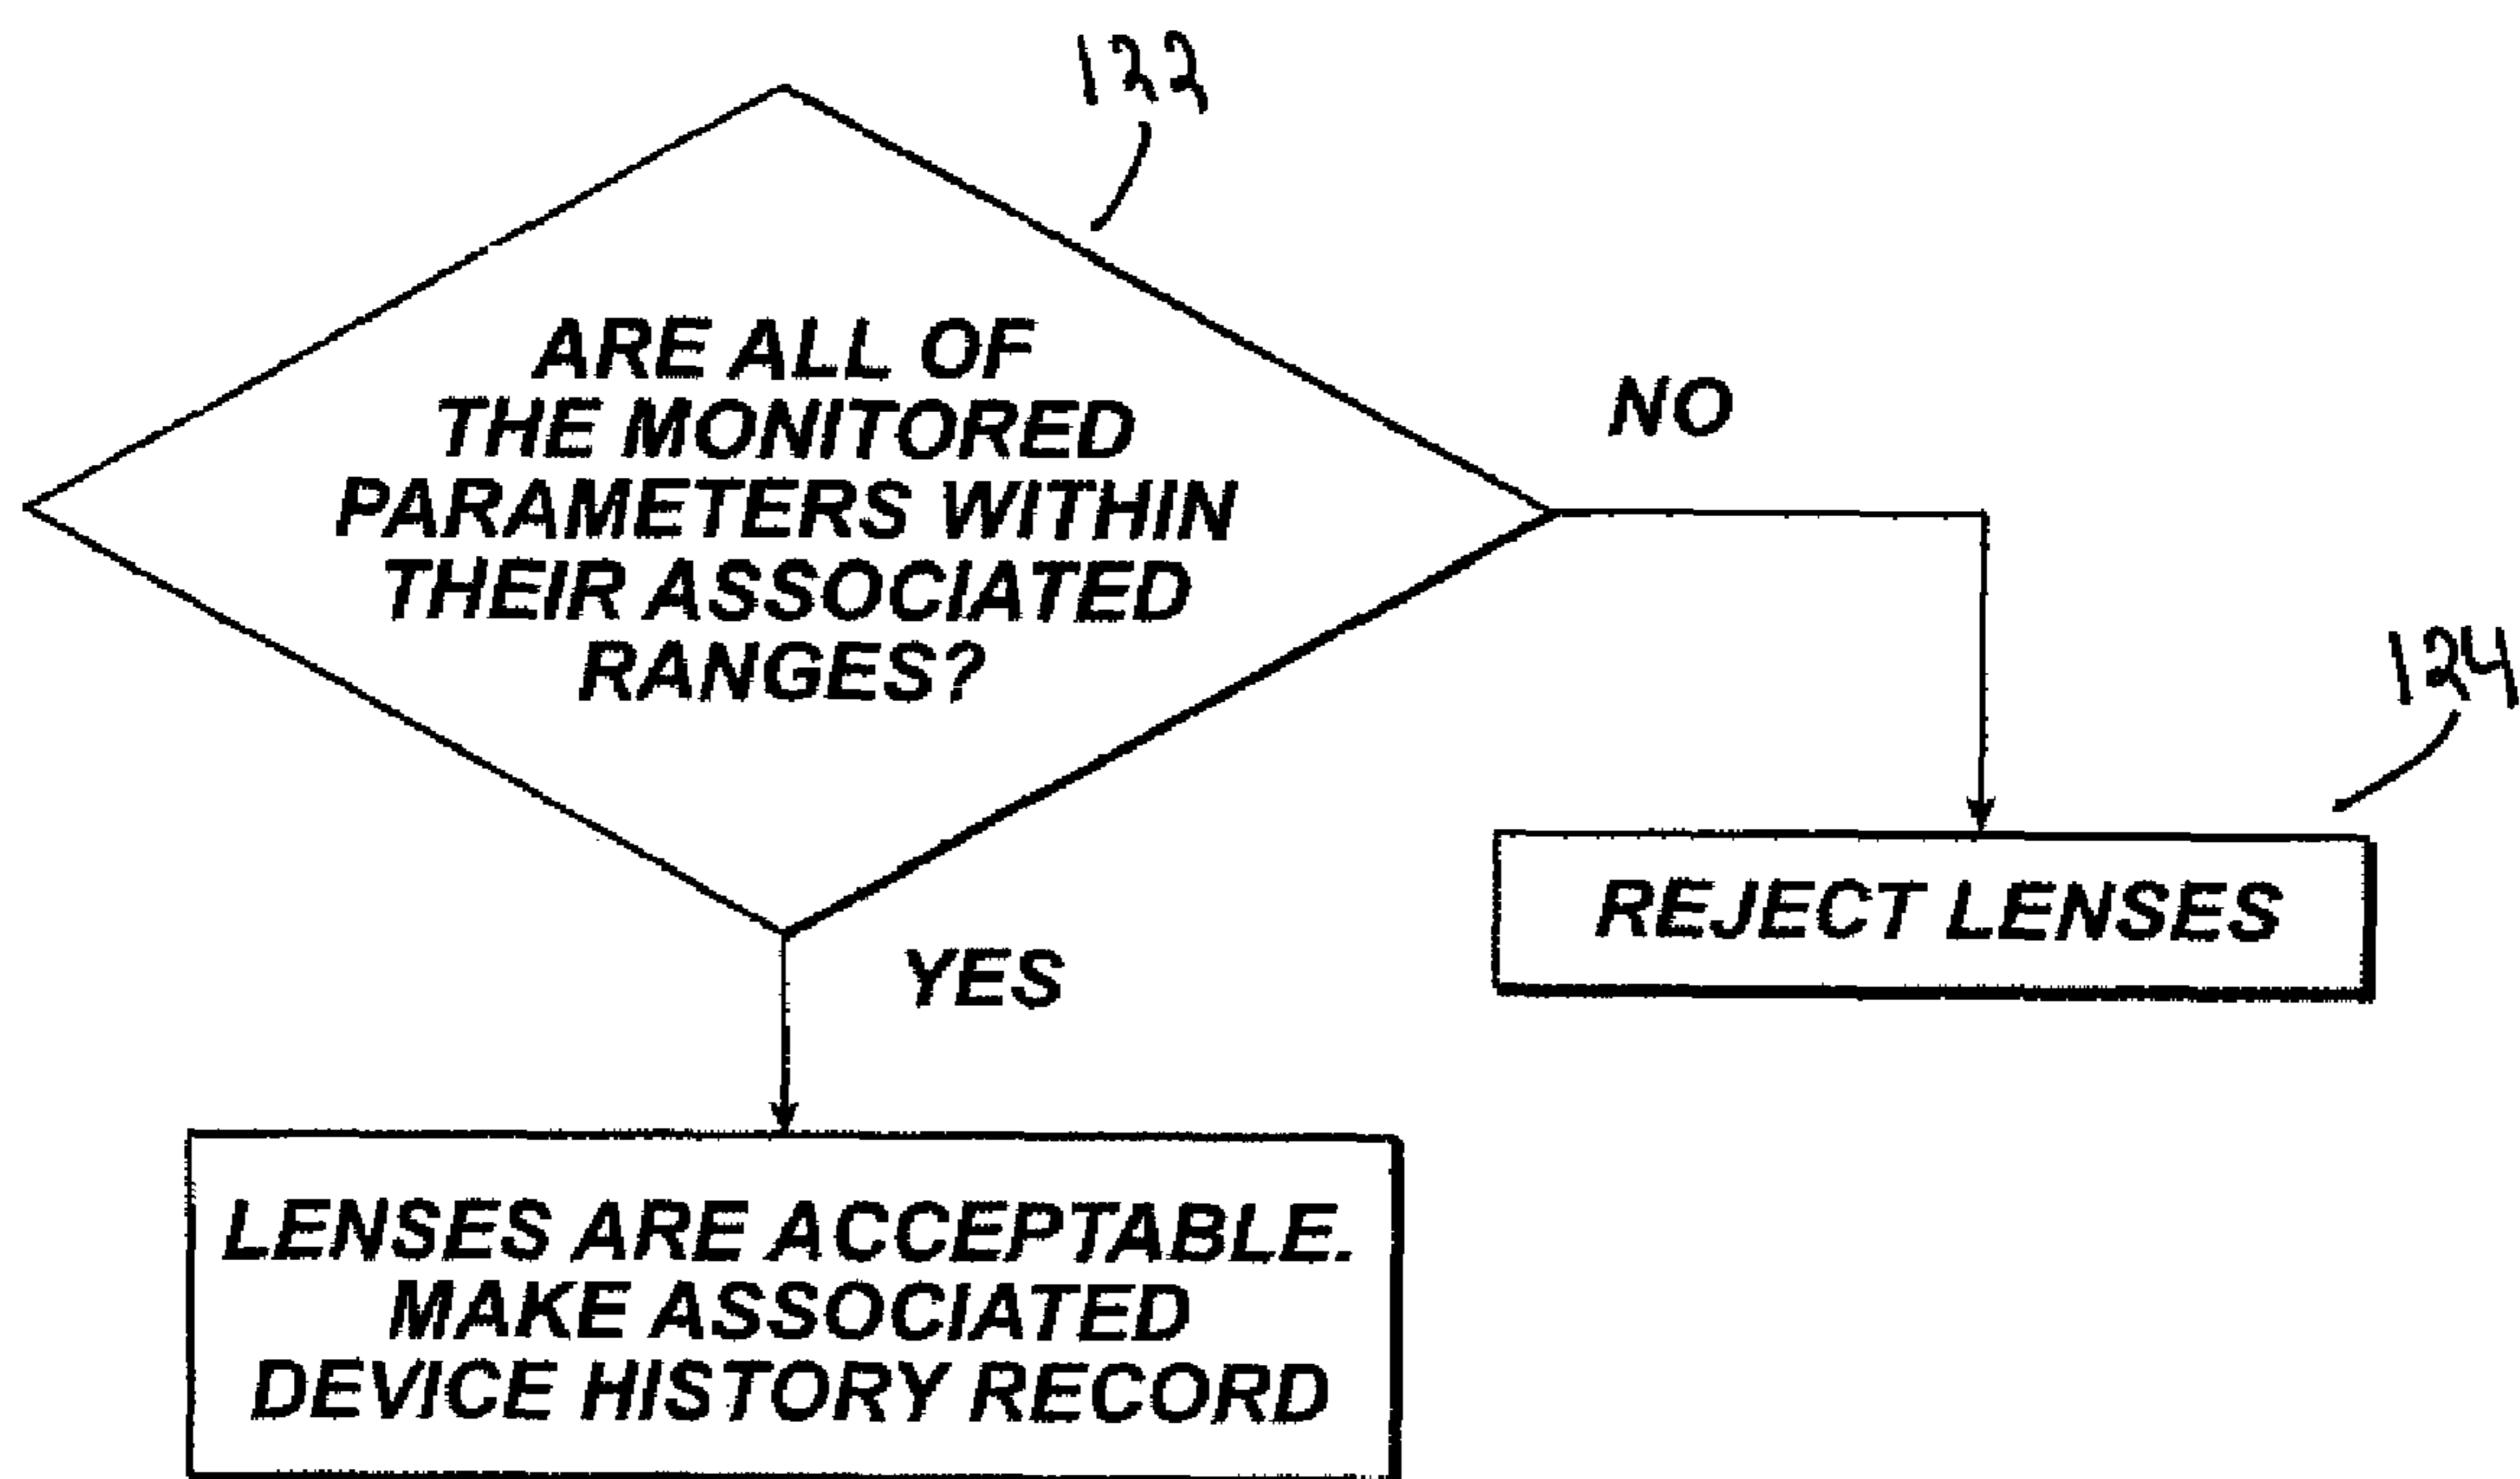 122
ARE ALL OF
THE MONITORED
PARAMETERS WITHIN
THEIR ASSOCIATED
RANGES?
NO
124
REJECT LENSES
YES
LENSES ARE ACCEPTABLE.
MAKE ASSOCIATED
DEVICE HISTORY RECORD